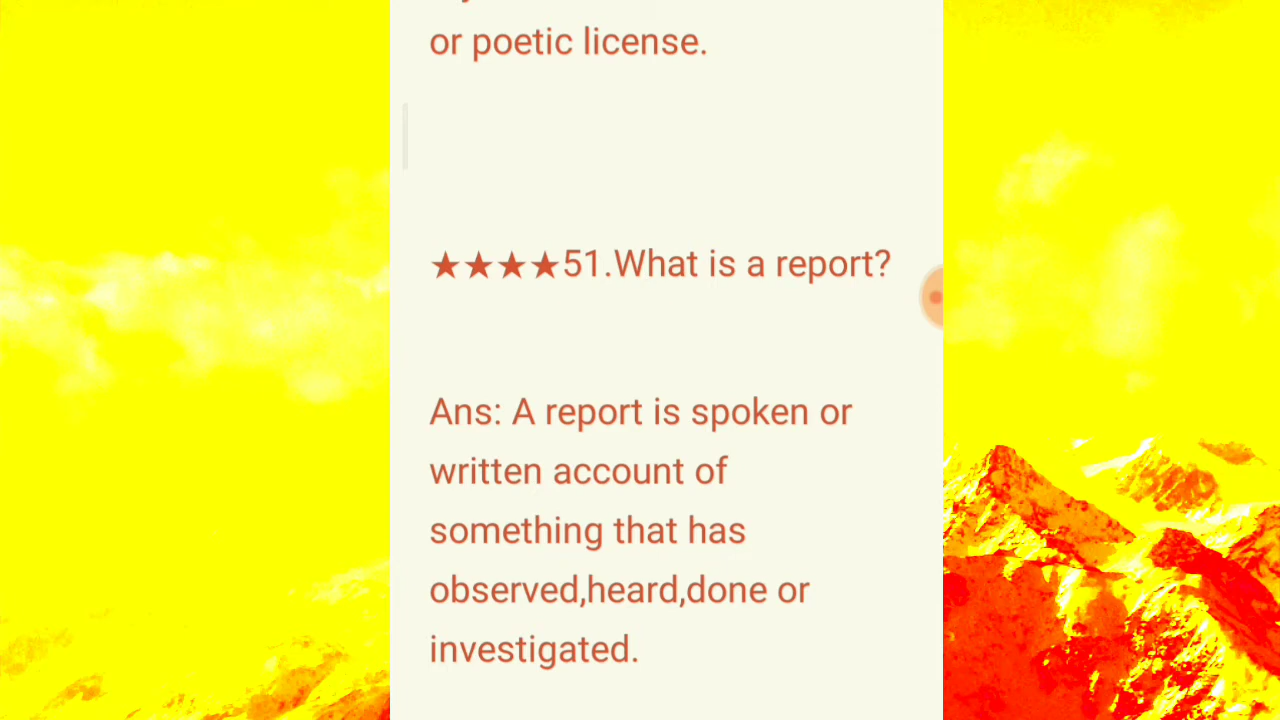 or poetic license.
★★★★51.What is a report?
Ans: A report is spoken or
written account of
something that has
observed,heard,done or
investigated.